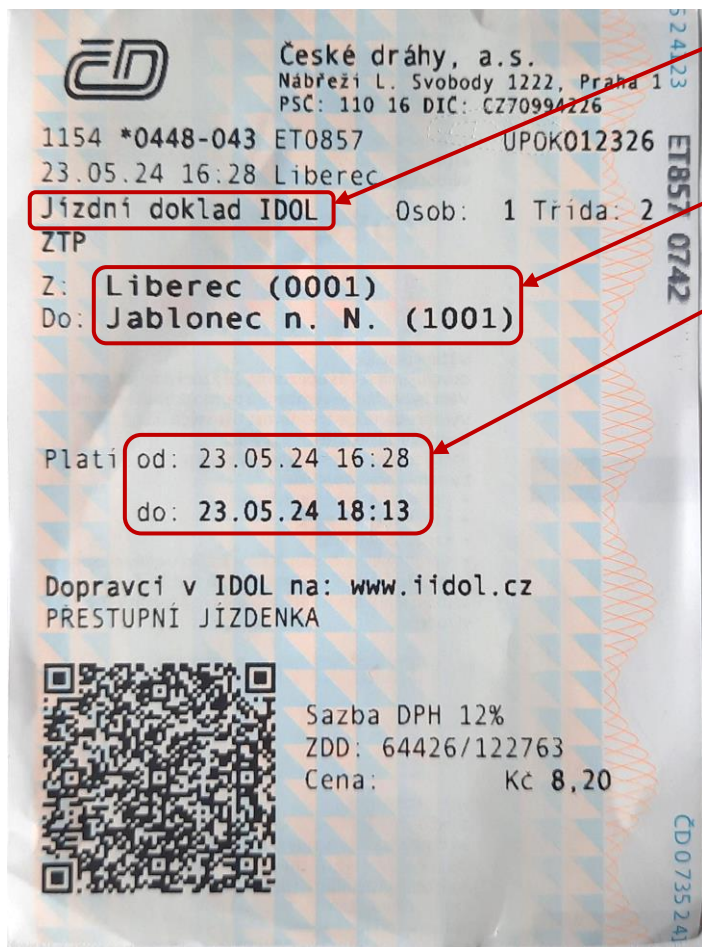 ČD
České dráhy, a.s.
Nábřeží L. Svobody 1222, Praha 1
PSČ: 110 16 DIČ: CZ70994226
1154 *0448-043 ET0857 UPOK012326
23.05.24 16:28 Liberec
Jízdní doklad IDOL Osob: 1 Třída: 2
ZTP
Z: Liberec (0001)
Do: Jablonec n. N. (1001)
Platí od: 23.05.24 16:28
do: 23.05.24 18:13
Dopravci v IDOL na: www.iidol.cz
PŘESTUPNÍ JÍZDENKA
Sazba DPH 12%
ZDD: 64426/122763
Cena: Kč 8,20
ET857 0742
ČD0735241